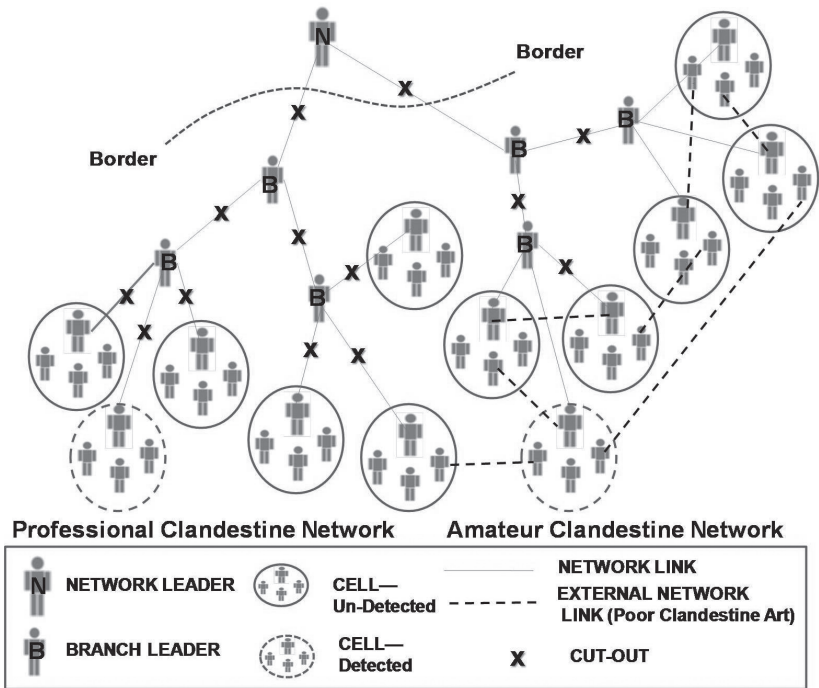 N
Border
X
X
Border
B
X
B
B
X
B
X
X
B
X
B
X
X
X
X
X
X
Professional Clandestine Network
Amateur Clandestine Network
N
NETWORK LEADER
CELL—
Un-Detected
NETWORK LINK
EXTERNAL NETWORK
LINK (Poor Clandestine Art)
B
BRANCH LEADER
CELL—
Detected
X
CUT-OUT